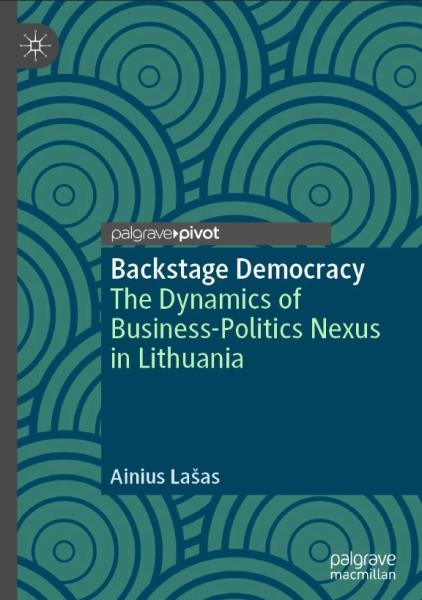 palgrave▸pivot
Backstage Democracy
The Dynamics of
Business-Politics Nexus
in Lithuania
Ainius Lašas
palgrave
macmillan